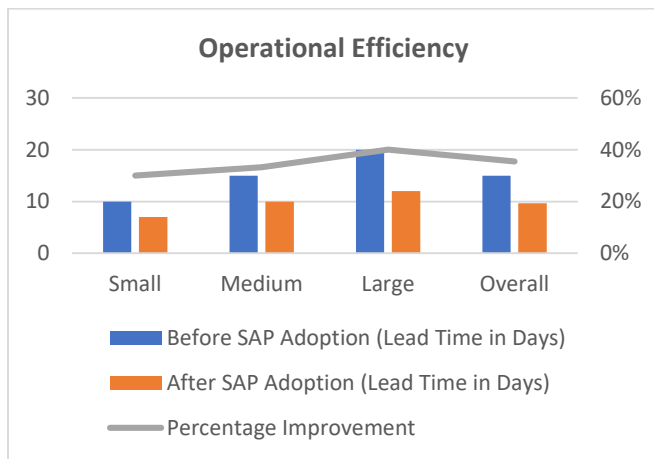 Operational Efficiency
30 60%
20 40%
10 20%
0 0%
Small Medium Large Overall
Before SAP Adoption (Lead Time in Days)
After SAP Adoption (Lead Time in Days)
Percentage Improvement